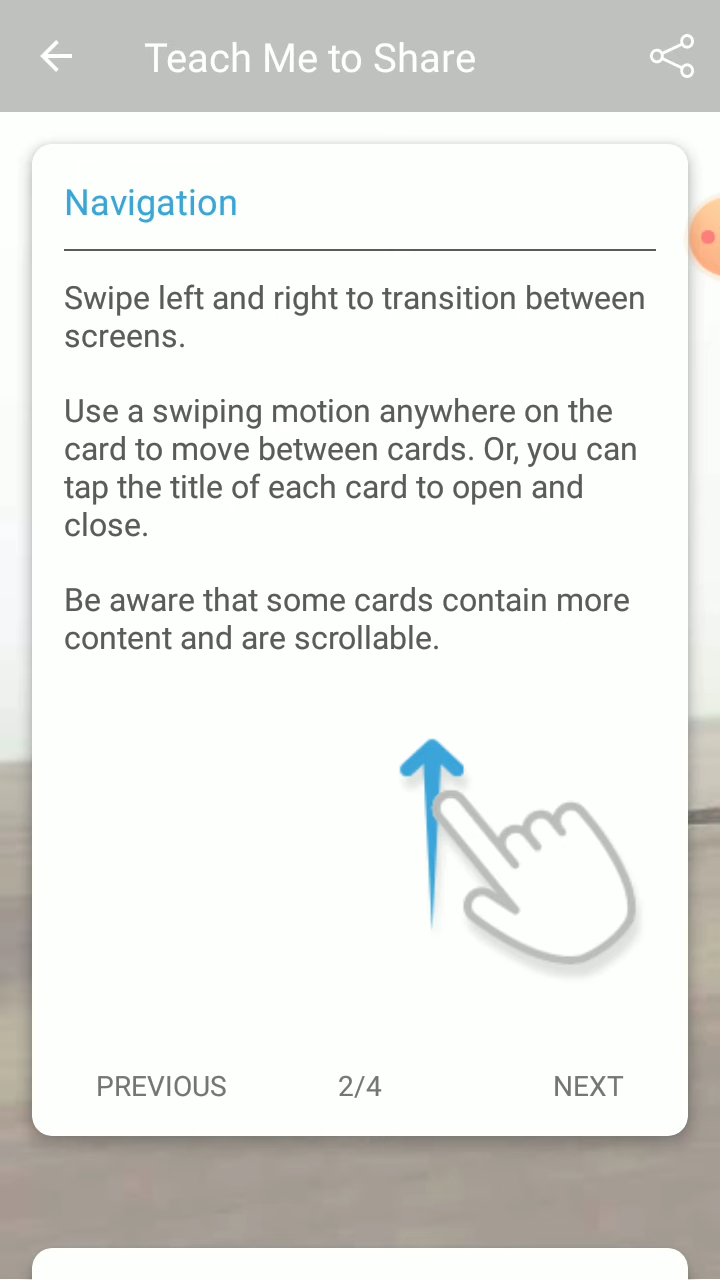 Teach Me to Share
Navigation
Swipe left and right to transition between
screens.
Use a swiping motion anywhere on the
card to move between cards. Or, you can
tap the title of each card to open and
close.
Be aware that some cards contain more
content and are scrollable.
PREVIOUS 2/4 NEXT